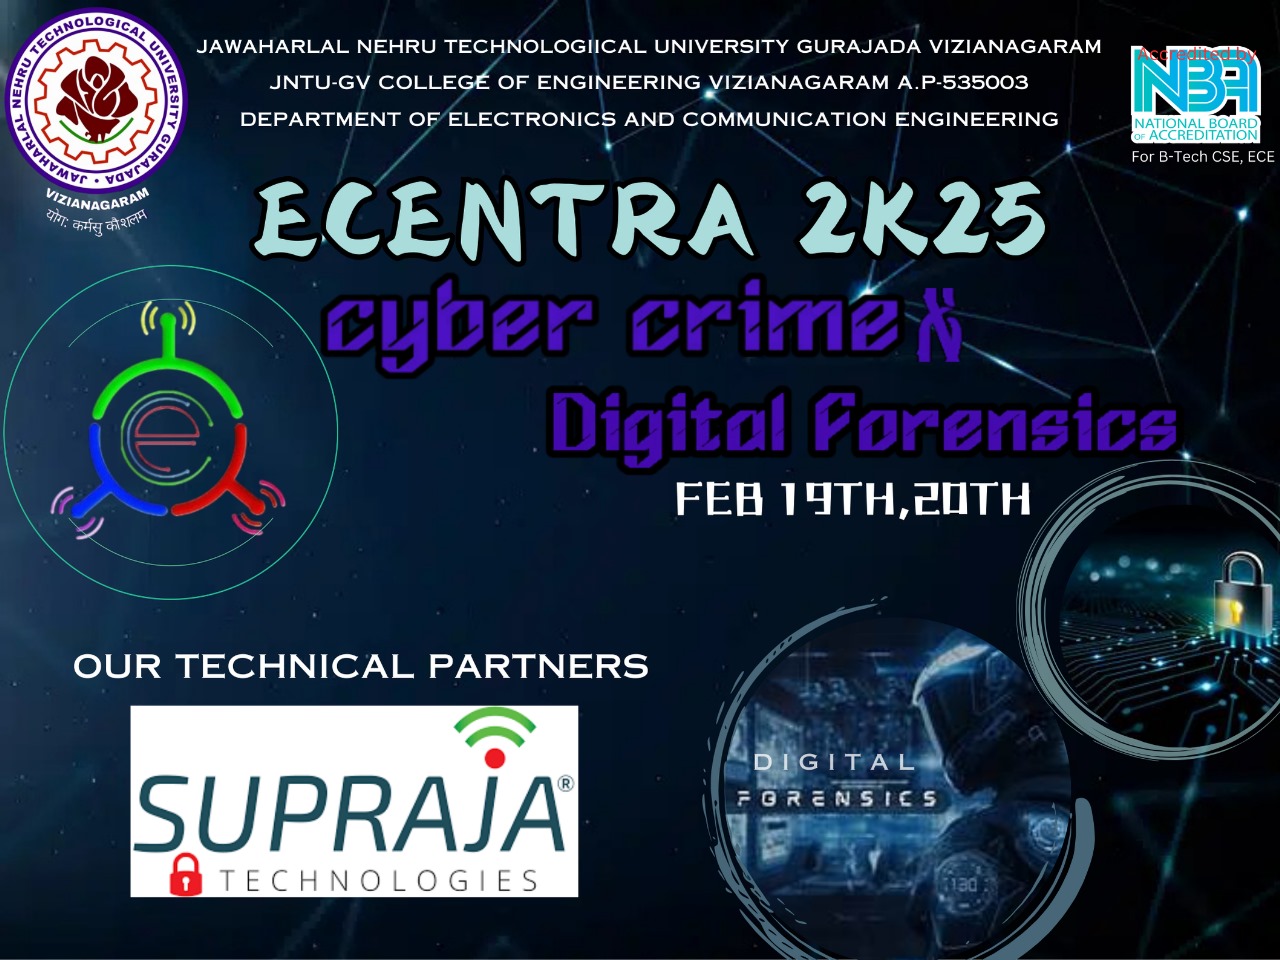 JAWAHARLAL NEHRU TECHNOLOGIICAL UNIVERSITY GURAJADA VIZIANAGARAM
JNTU-GV COLLEGE OF ENGINEERING VIZIANAGARAM A.P-535003
DEPARTMENT OF ELECTRONICS AND COMMUNICATION ENGINEERING
JAWAHARLAL NEHRU TECHNOLOGICAL UNIVERSITY GURAJADA
VIZIANAGARAM
योग: कर्मसु कौशलम
Accredited by
NBA
NATIONAL BOARD
OF ACCREDITATION
For B-Tech CSE, ECE
ECENTRA 2K25
cyber crime &
Digital Forensics
FEB 19TH,20TH
e
OUR TECHNICAL PARTNERS
SUPRAJA®
TECHNOLOGIES
DIGITAL
FORENSICS